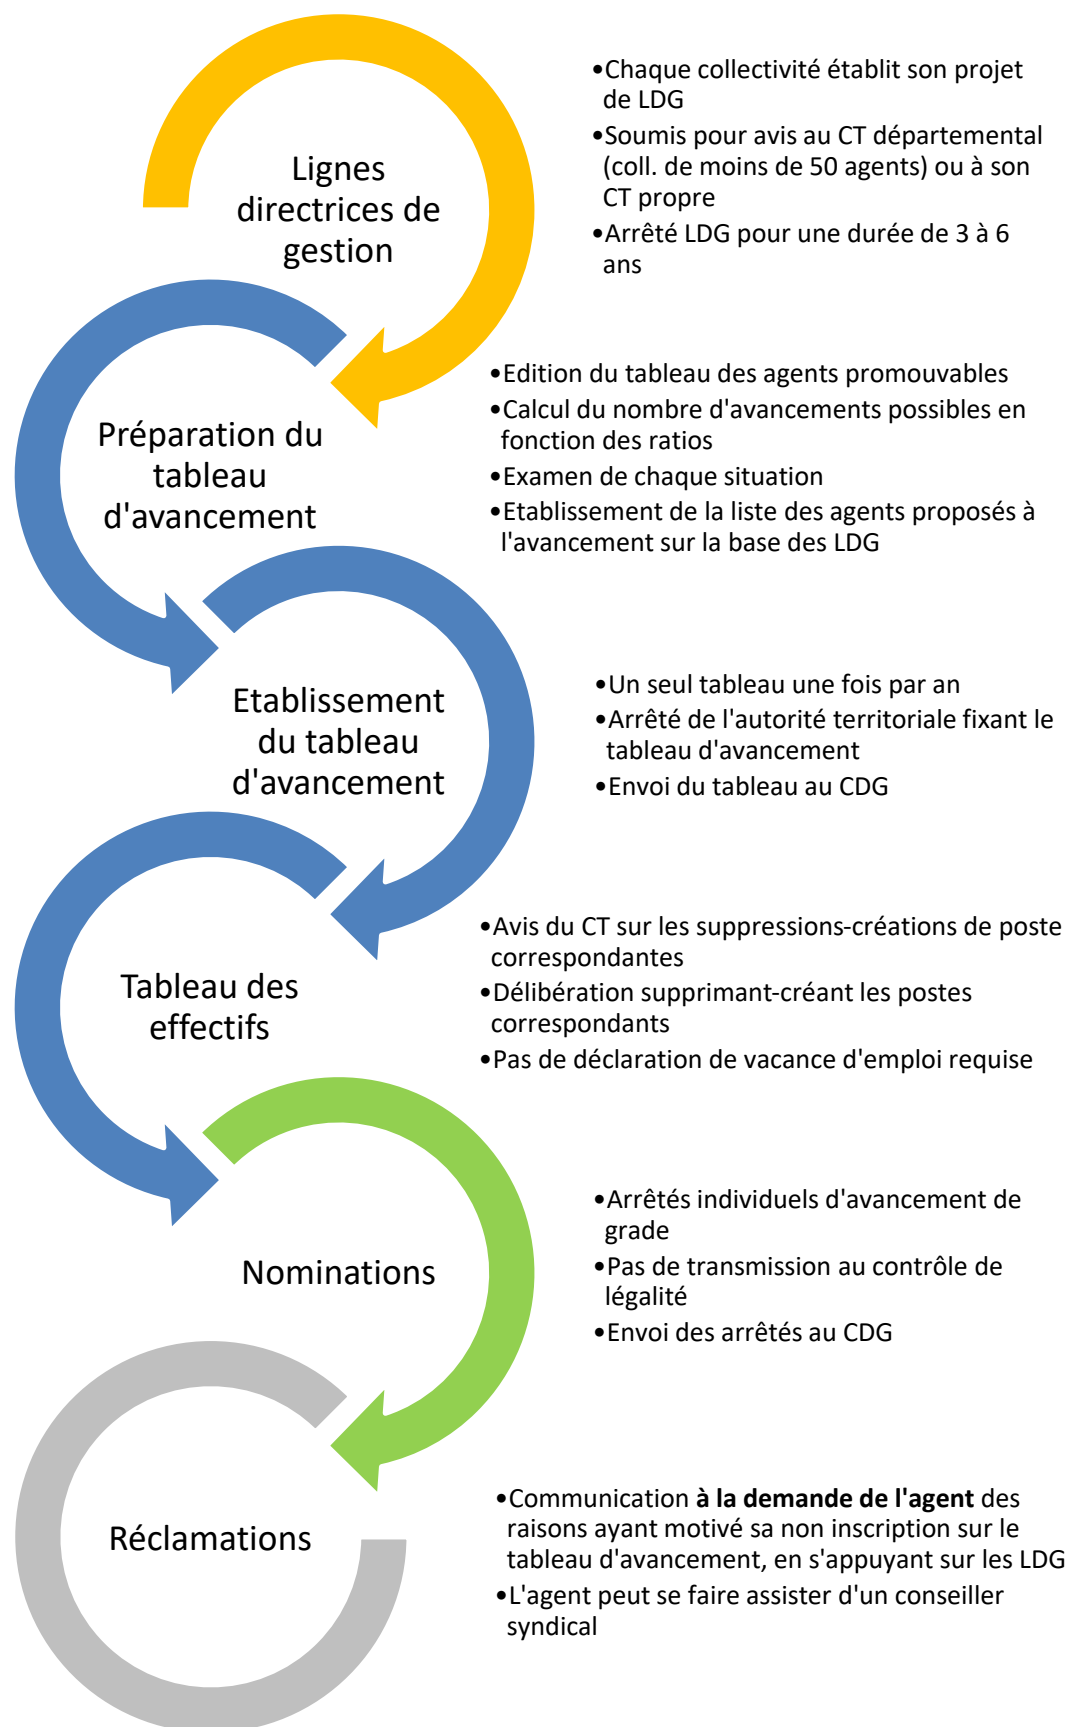 Lignes
directrices de
gestion
•Chaque collectivité établit son projet
de LDG
•Soumis pour avis au CT départemental
(coll. de moins de 50 agents) ou à son
CT propre
•Arrêté LDG pour une durée de 3 à 6
ans
Préparation du
tableau
d'avancement
•Edition du tableau des agents promouvables
•Calcul du nombre d'avancements possibles en
fonction des ratios
•Examen de chaque situation
•Etablissement de la liste des agents proposés à
l'avancement sur la base des LDG
Etablissement
du tableau
d'avancement
•Un seul tableau une fois par an
•Arrêté de l'autorité territoriale fixant le
tableau d'avancement
•Envoi du tableau au CDG
Tableau des
effectifs
•Avis du CT sur les suppressions-créations de poste
correspondantes
•Délibération supprimant-créant les postes
correspondants
•Pas de déclaration de vacance d'emploi requise
Nominations
•Arrêtés individuels d'avancement de
grade
•Pas de transmission au contrôle de
légalité
•Envoi des arrêtés au CDG
Réclamations
•Communication à la demande de l'agent des
raisons ayant motivé sa non inscription sur le
tableau d'avancement, en s'appuyant sur les LDG
•L'agent peut se faire assister d'un conseiller
syndical